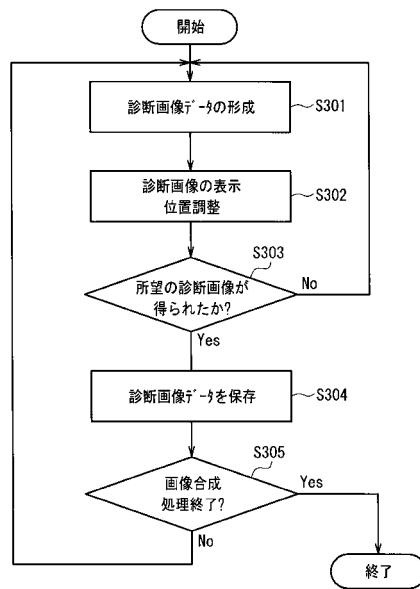 開始
診断画像ﾃﾞｰﾀの形成
S301
診断画像の表示
位置調整
S302
S303
所望の診断画像が
得られたか?
No
Yes
診断画像ﾃﾞｰﾀを保存
S304
S305
画像合成
処理終了?
Yes
No
終了